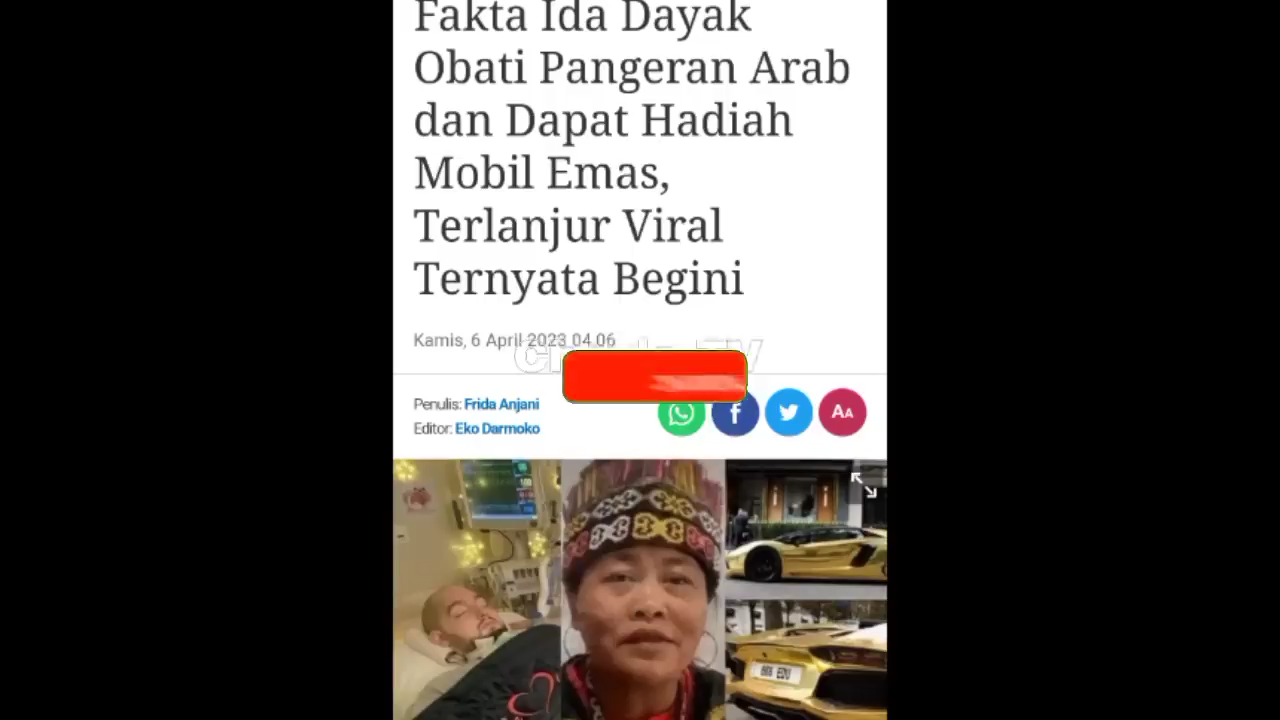 Fakta Ida Dayak
Obati Pangeran Arab
dan Dapat Hadiah
Mobil Emas,
Terlanjur Viral
Ternyata Begini
Kamis, 6 April 2023 04.06
Penulis: Frida Anjani
Editor: Eko Darmoko
AA